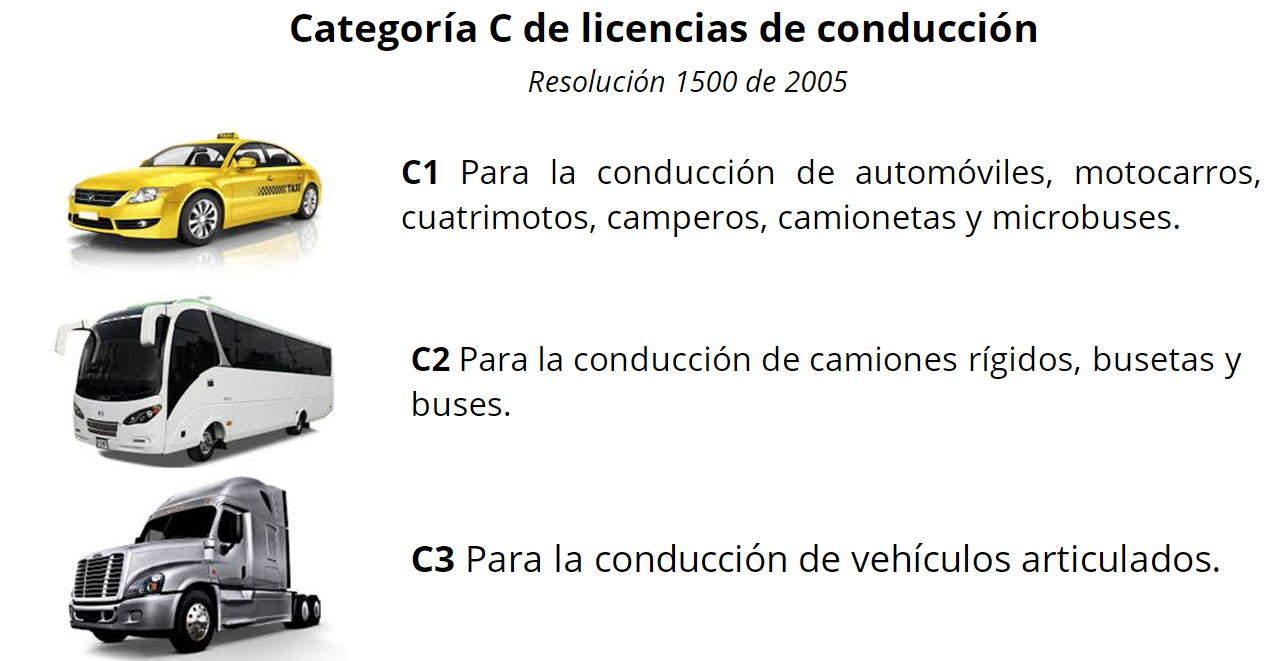 Categoría C de licencias de conducción
Resolución 1500 de 2005
TAXI
TAXI
C1 Para la conducción de automóviles, motocarros,
cuatrimotos, camperos, camionetas y microbuses.
C2 Para la conducción de camiones rígidos, busetas y
buses.
C3 Para la conducción de vehículos articulados.